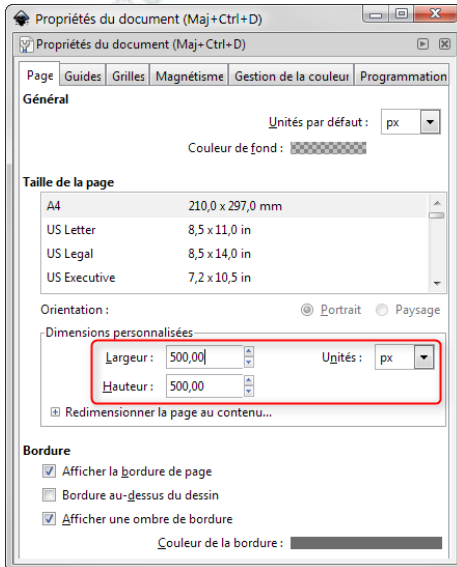 Propriétés du document (Maj+Ctrl+D)
Propriétés du document (Maj+Ctrl+D)
Page Guides Grilles Magnétisme Gestion de la couleur Programmation
Général
Unités par défaut : px
Couleur de fond :
Taille de la page
A4 210,0 x 297,0 mm
US Letter 8,5 x 11,0 in
US Legal 8,5 x 14,0 in
US Executive 7,2 x 10,5 in
Orientation : Portrait Paysage
Dimensions personnalisées
Largeur : 500,00 Unités : px
Hauteur : 500,00
Redimensionner la page au contenu...
Bordure
Afficher la bordure de page
Bordure au-dessus du dessin
Afficher une ombre de bordure
Couleur de la bordure :